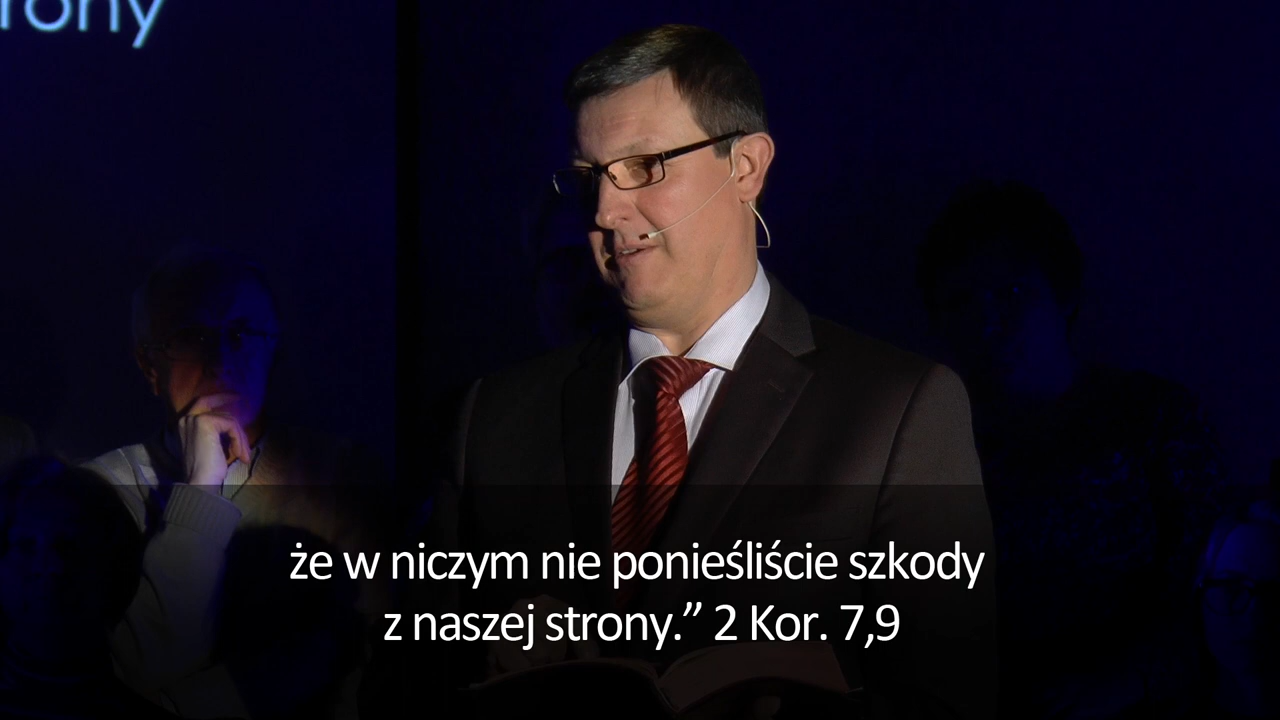 rony
że w niczym nie ponieśliście szkody
z naszej strony.” 2 Kor. 7,9